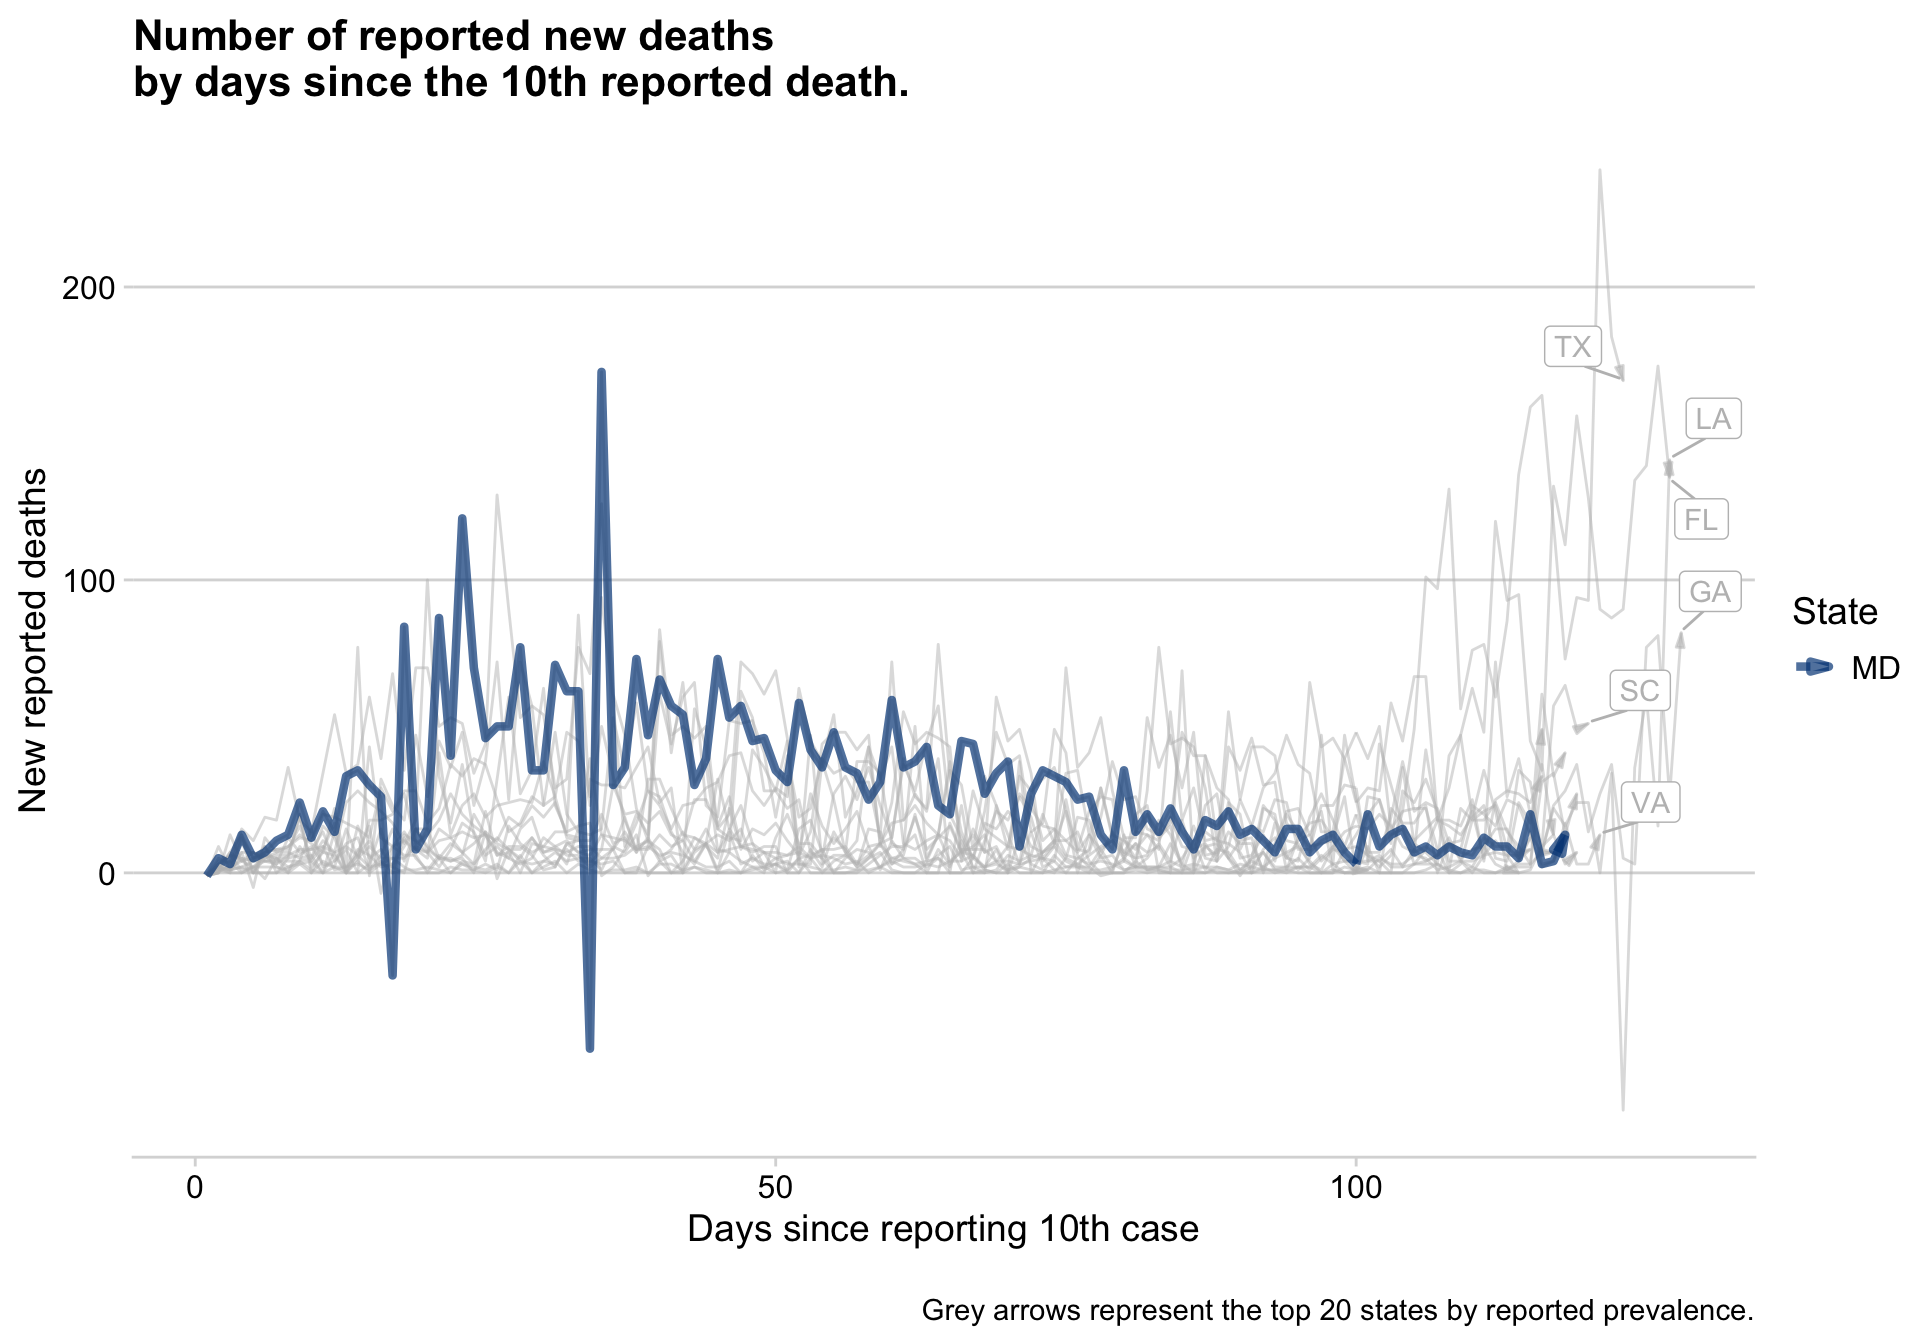 Number of reported new deaths
by days since the 10th reported death.
200
100
0
New reported deaths
TX
LA
FL
GA
SC
VA
State
MD
0
50
100
Days since reporting 10th case
Grey arrows represent the top 20 states by reported prevalence.